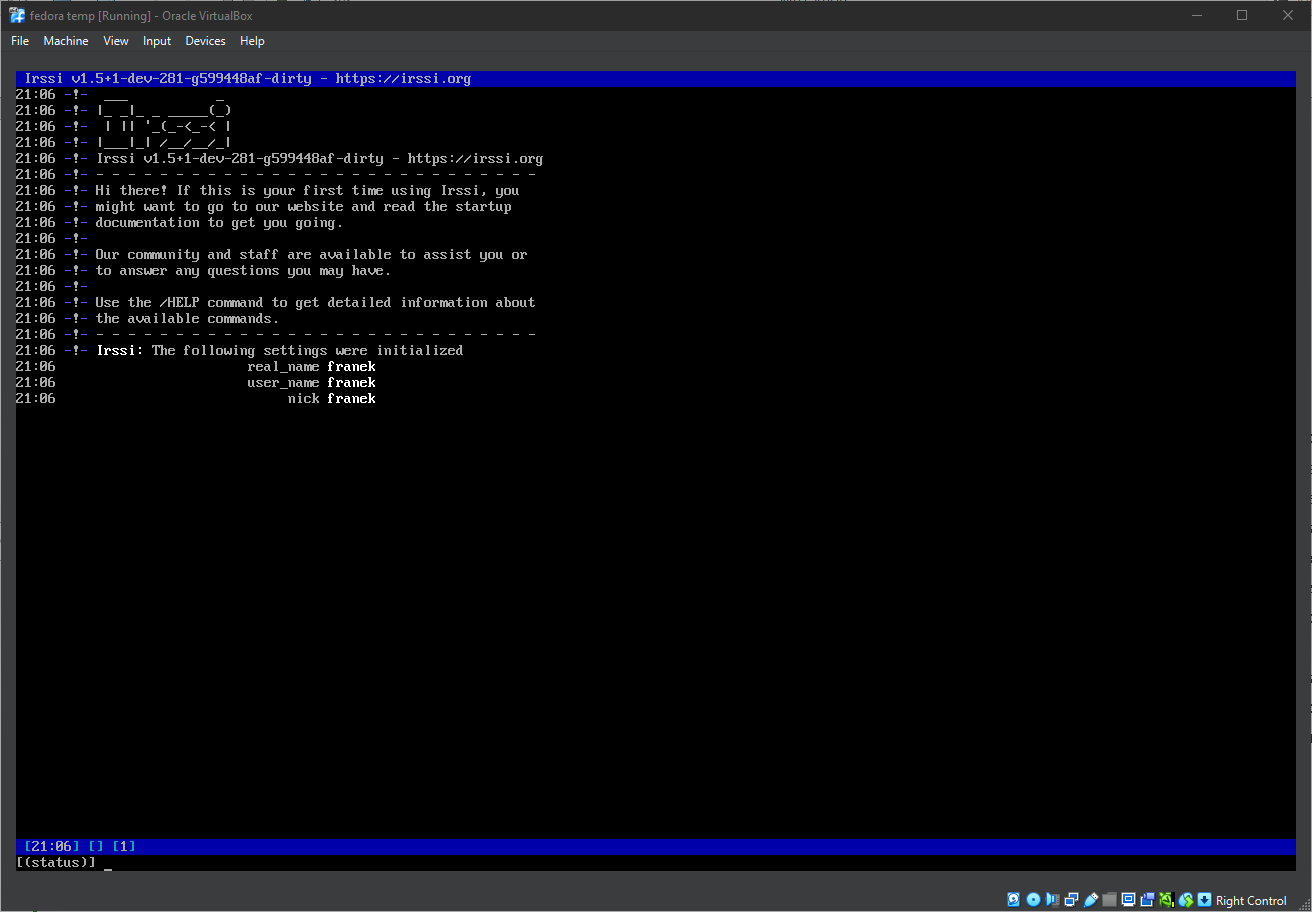 fedora temp [Running] - Oracle VirtualBox
File Machine View Input Devices Help
Irssi v1.5+1-dev-281-g599448af-dirty - https://irssi.org
21:06 -!-  ___           _
21:06 -!- |_ _|_ _ _____(_)
21:06 -!-  | || '_(_-<_-< |
21:06 -!- |___|_| /__/__/_|
21:06 -!- Irssi v1.5+1-dev-281-g599448af-dirty - https://irssi.org
21:06 -!- - - - - - - - - - - - - - - - - - - - - - - - - - - - -
21:06 -!- Hi there! If this is your first time using Irssi, you
21:06 -!- might want to go to our website and read the startup
21:06 -!- documentation to get you going.
21:06 -!-
21:06 -!- Our community and staff are available to assist you or
21:06 -!- to answer any questions you may have.
21:06 -!-
21:06 -!- Use the /HELP command to get detailed information about
21:06 -!- the available commands.
21:06 -!- - - - - - - - - - - - - - - - - - - - - - - - - - - - -
21:06 -!- Irssi: The following settings were initialized
21:06                        real_name franek
21:06                        user_name franek
21:06                             nick franek
[21:06] [] [1]
[(status)] _
Right Control